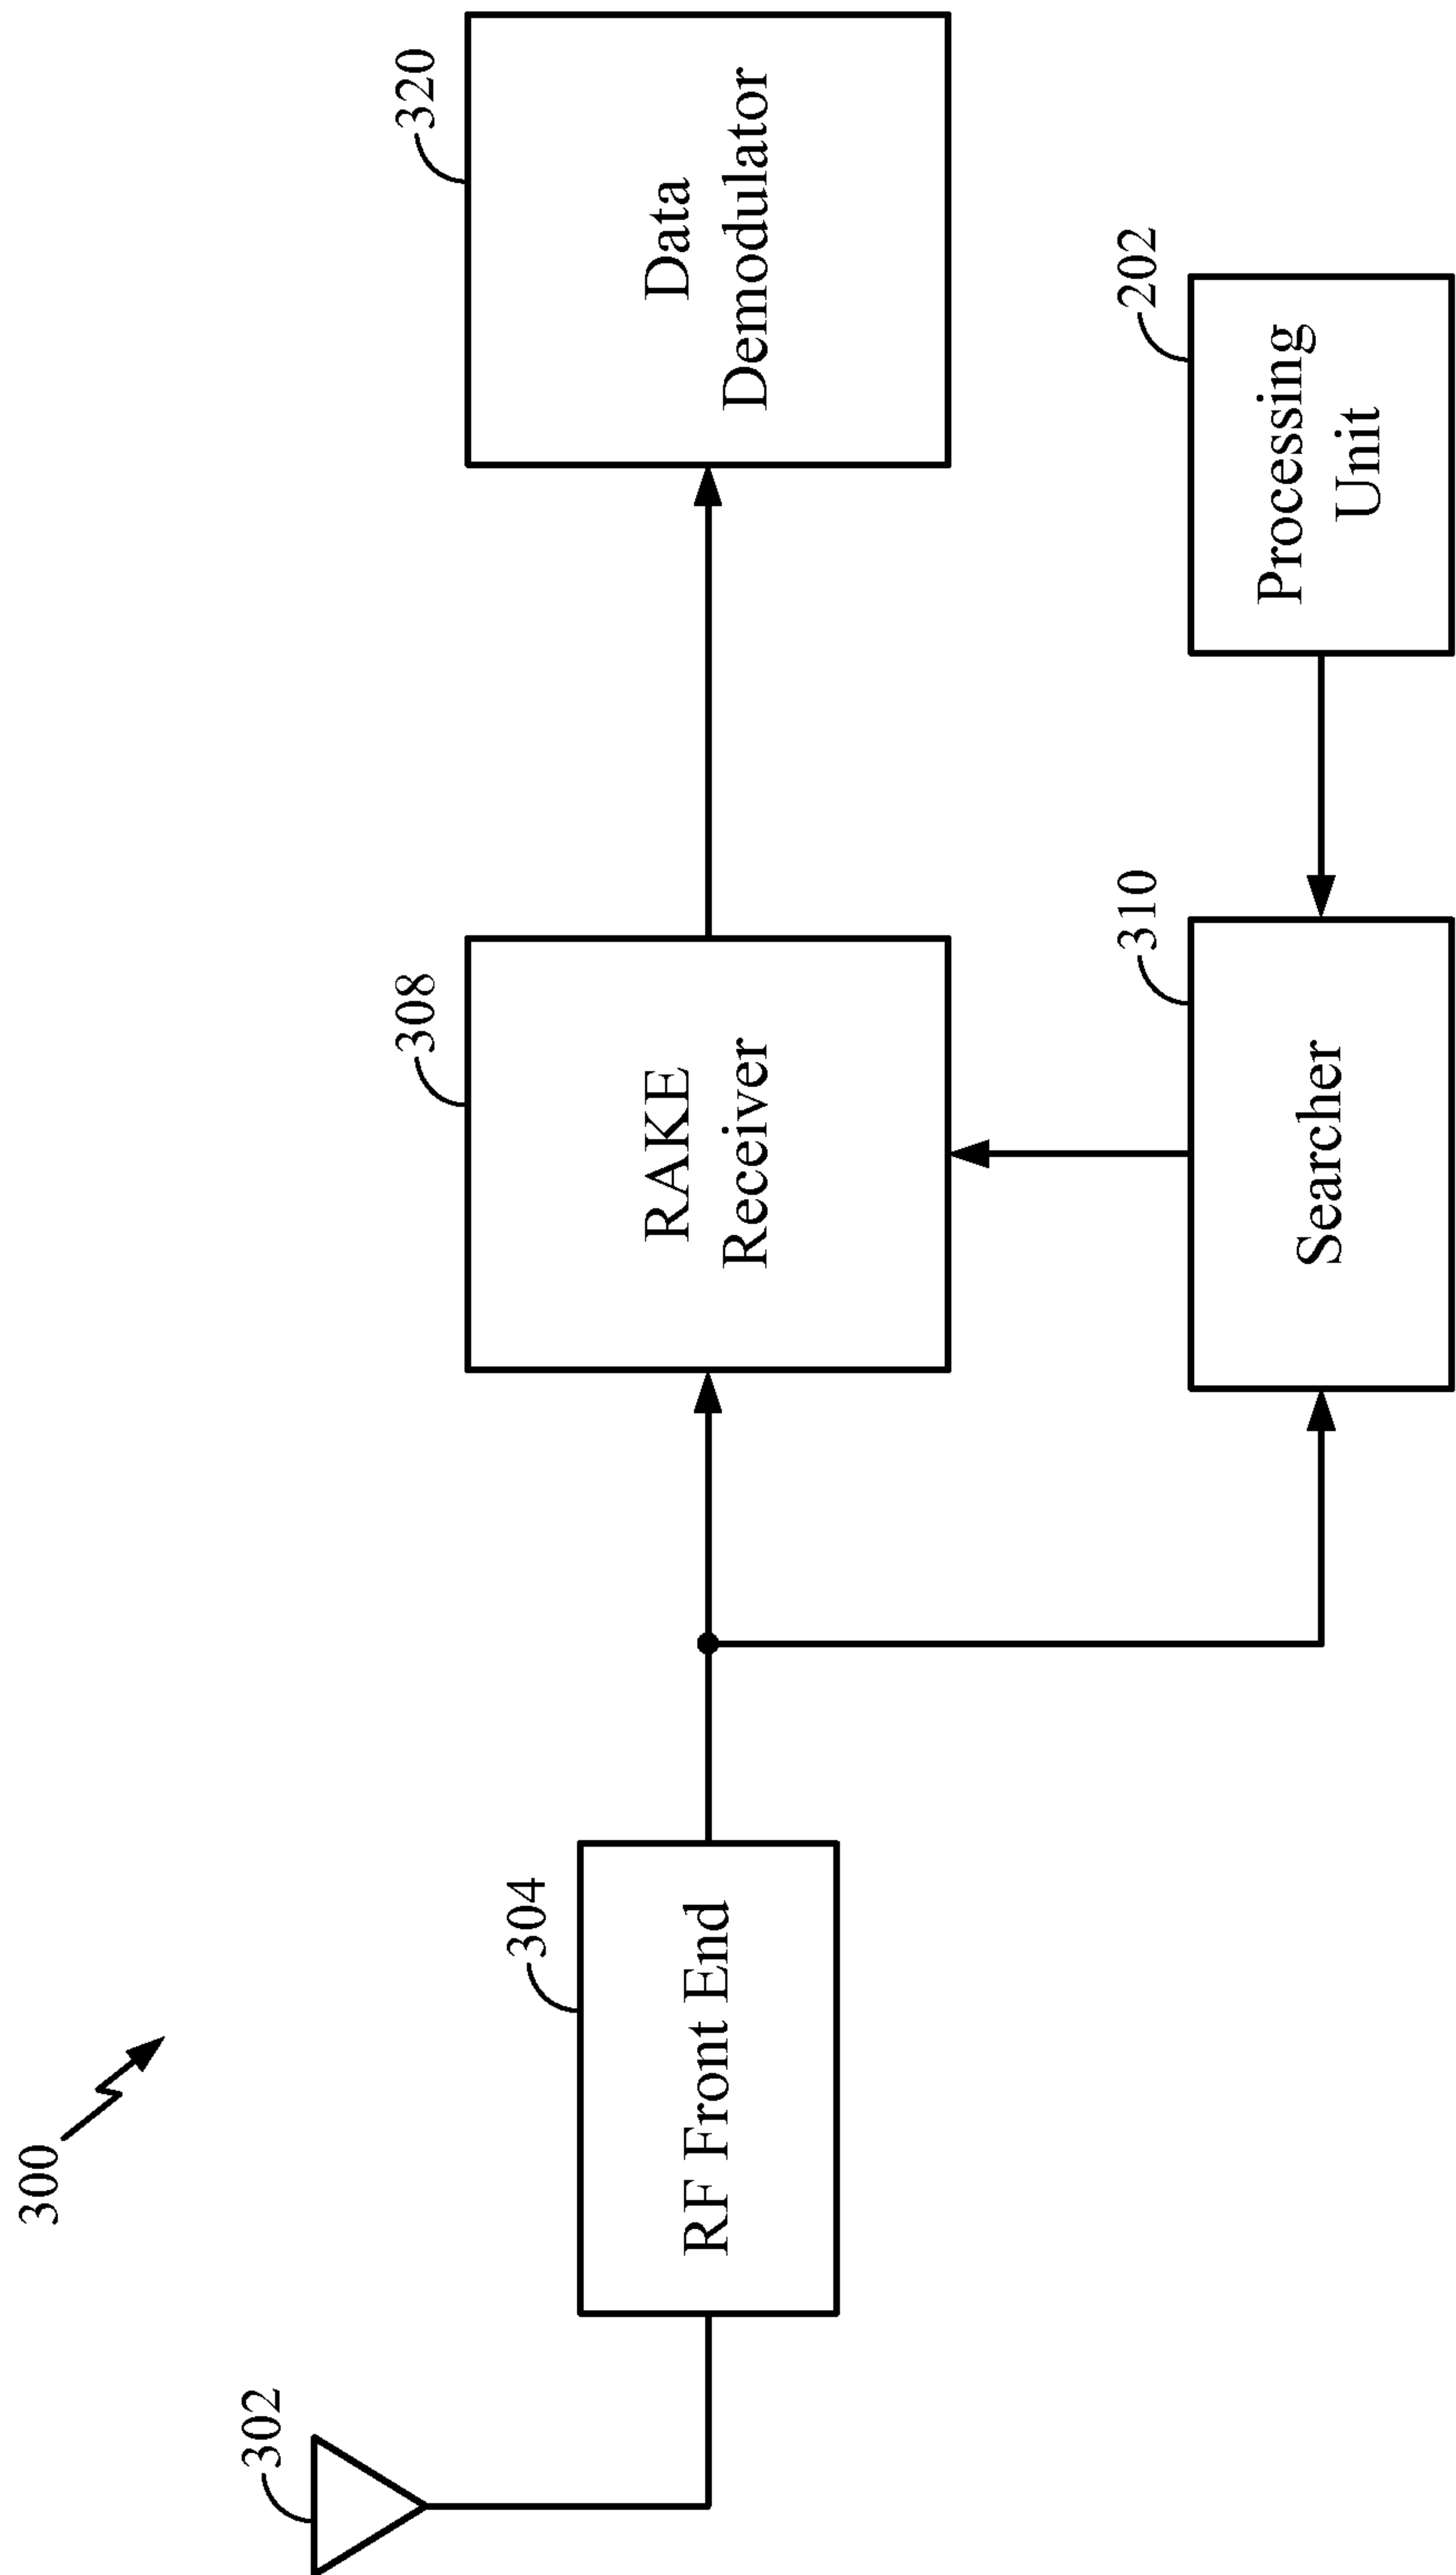 300
302
304
RF Front End
308
RAKE
Receiver
320
Data
Demodulator
310
Searcher
202
Processing
Unit